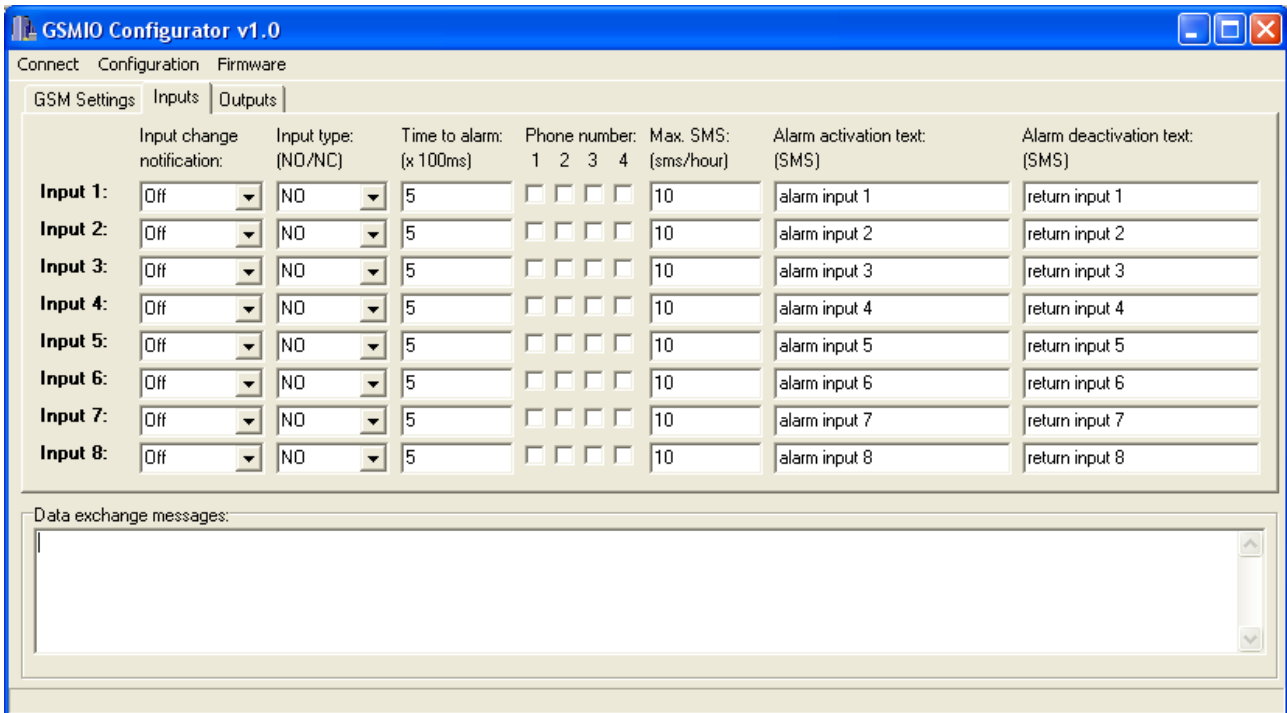 GSMIO Configurator v1.0
Connect Configuration Firmware
GSM Settings Inputs Outputs
Input change Input type: Time to alarm: Phone number: Max. SMS: Alarm activation text: Alarm deactivation text:
notification: (NO/NC) (x 100ms) 1 2 3 4 (sms/hour) (SMS) (SMS)
Input 1: Off NO 5 10 alarm input 1 return input 1
Input 2: Off NO 5 10 alarm input 2 return input 2
Input 3: Off NO 5 10 alarm input 3 return input 3
Input 4: Off NO 5 10 alarm input 4 return input 4
Input 5: Off NO 5 10 alarm input 5 return input 5
Input 6: Off NO 5 10 alarm input 6 return input 6
Input 7: Off NO 5 10 alarm input 7 return input 7
Input 8: Off NO 5 10 alarm input 8 return input 8
Data exchange messages: